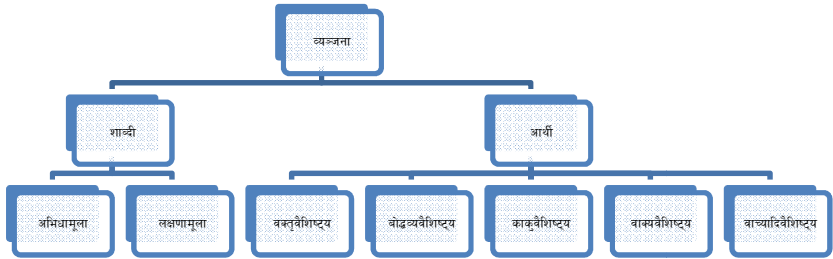 व्यञ्जना
शाब्दी
आर्थी
अभिधामूला
लक्षणामूला
वक्तृवैशिष्ट्य
बोद्धव्यवैशिष्ट्य
काकुवैशिष्ट्य
वाक्यवैशिष्ट्य
वाच्यादिवैशिष्ट्य